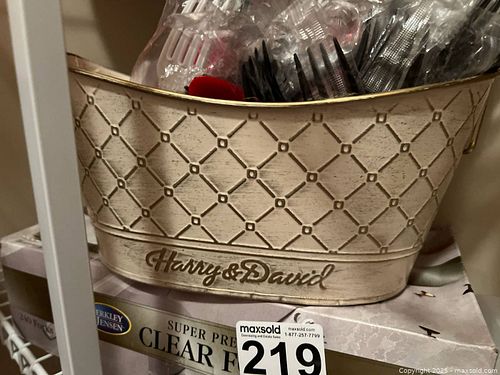 Harry & David
BERKLEY
JENSEN
SUPER PRE
CLEAR F
maxsold
maxsold.com
1-877-257-7799
219
Copyright 2025 - maxsold.com